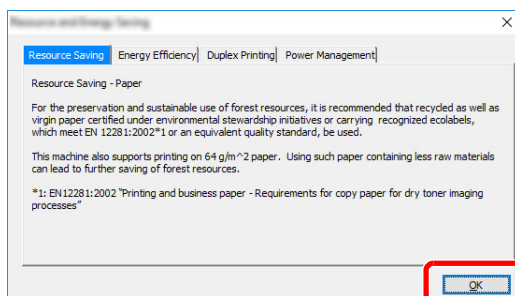 Resource and Energy Saving
Resource Saving Energy Efficiency Duplex Printing Power Management
Resource Saving - Paper
For the preservation and sustainable use of forest resources, it is recommended that recycled as well as
virgin paper certified under environmental stewardship initiatives or carrying recognized ecolabels,
which meet EN 12281:2002*1 or an equivalent quality standard, be used.
This machine also supports printing on 64 g/m^2 paper. Using such paper containing less raw materials
can lead to further saving of forest resources.
*1: EN12281:2002 "Printing and business paper - Requirements for copy paper for dry toner imaging
processes"
OK